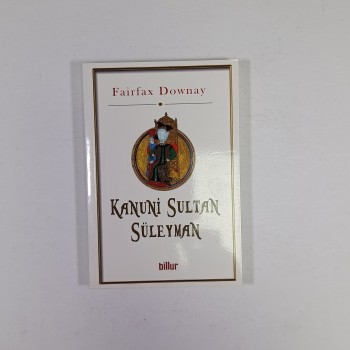 Fairfax Downay
KANUNİ SULTAN
SÜLEYMAN
billur